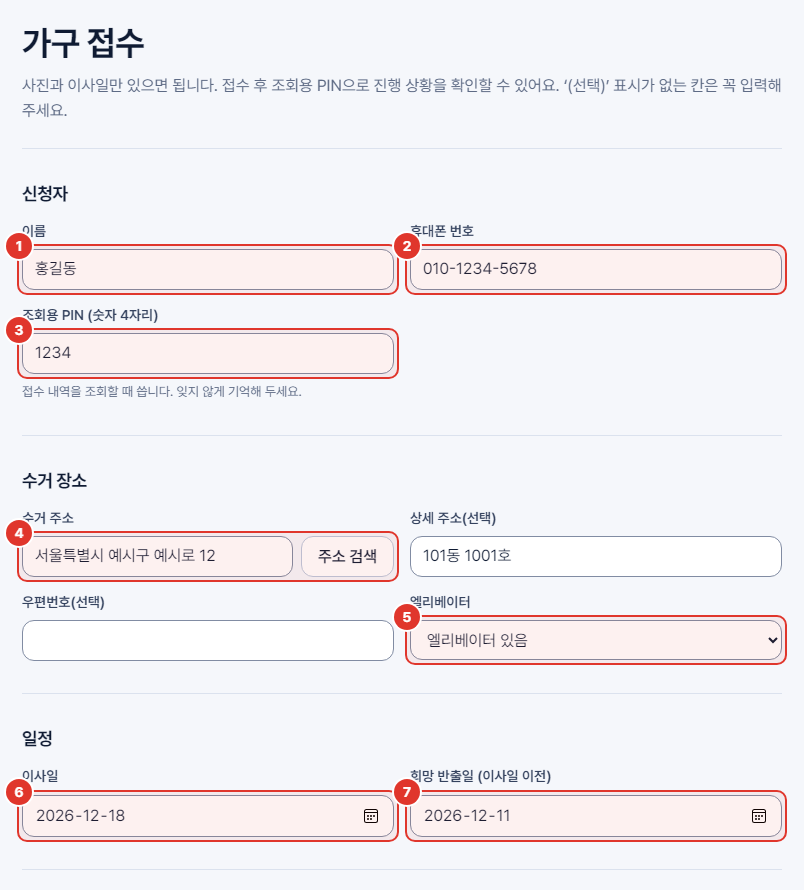 가구 접수
사진과 이사일만 있으면 됩니다. 접수 후 조회용 PIN으로 진행 상황을 확인할 수 있어요. ‘(선택)’ 표시가 없는 칸은 꼭 입력해
주세요.
신청자
이름
휴대폰 번호
1
홍길동
2
010-1234-5678
조회용 PIN (숫자 4자리)
3
1234
접수 내역을 조회할 때 씁니다. 잊지 않게 기억해 두세요.
수거 장소
수거 주소
상세 주소(선택)
4
서울특별시 예시구 예시로 12
주소 검색
101동 1001호
우편번호(선택)
엘리베이터
5
엘리베이터 있음
일정
이사일
희망 반출일 (이사일 이전)
6
2026-12-18
7
2026-12-11